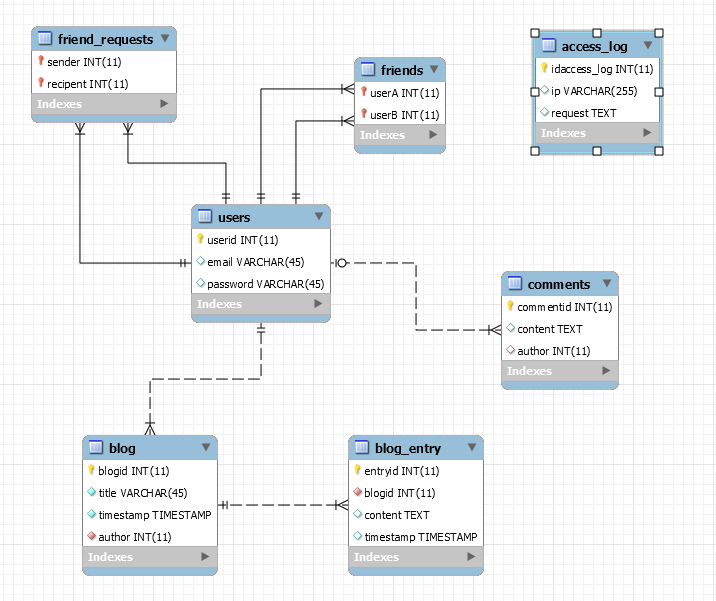 friend_requests
sender INT(11)
recipent INT(11)
Indexes
friends
userA INT(11)
userB INT(11)
Indexes
access_log
idaccess_log INT(11)
ip VARCHAR(255)
request TEXT
Indexes
users
userid INT(11)
email VARCHAR(45)
password VARCHAR(45)
Indexes
comments
commentid INT(11)
content TEXT
author INT(11)
Indexes
blog
blogid INT(11)
title VARCHAR(45)
timestamp TIMESTAMP
author INT(11)
Indexes
blog_entry
entryid INT(11)
blogid INT(11)
content TEXT
timestamp TIMESTAMP
Indexes